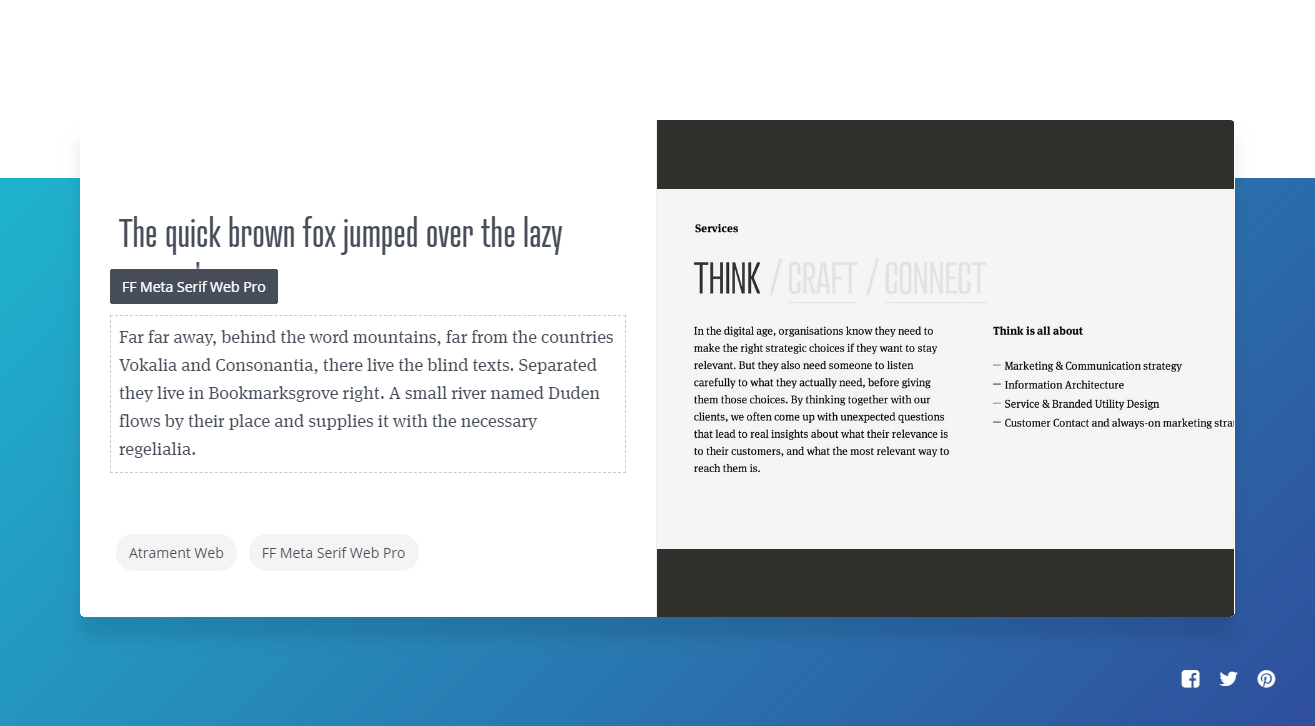 The quick brown fox jumped over the lazy
FF Meta Serif Web Pro
Far far away, behind the word mountains, far from the countries
Vokalia and Consonantia, there live the blind texts. Separated
they live in Bookmarksgrove right. A small river named Duden
flows by their place and supplies it with the necessary
regelialia.
Atrament Web
FF Meta Serif Web Pro
Services
THINK / CRAFT / CONNECT
In the digital age, organisations know they need to
make the right strategic choices if they want to stay
relevant. But they also need someone to listen
carefully to what they actually need, before giving
them those choices. By thinking together with our
clients, we often come up with unexpected questions
that lead to real insights about what their relevance is
to their customers, and what the most relevant way to
reach them is.
Think is all about
— Marketing & Communication strategy
— Information Architecture
— Service & Branded Utility Design
— Customer Contact and always-on marketing strat